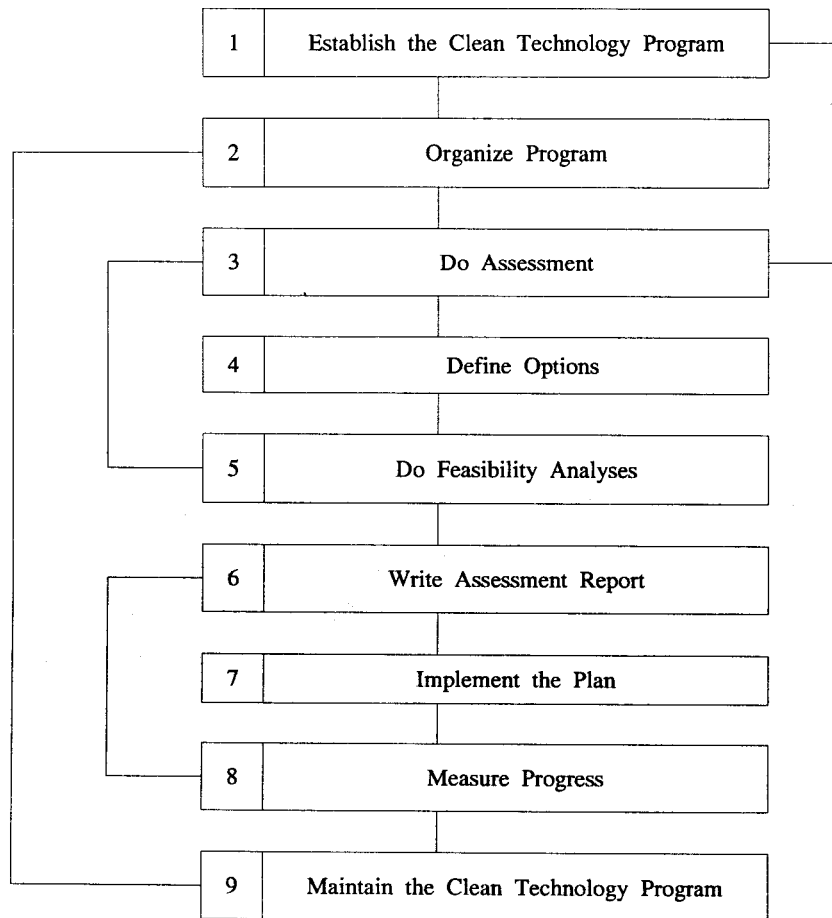 1 Establish the Clean Technology Program
2 Organize Program
3 Do Assessment
4 Define Options
5 Do Feasibility Analyses
6 Write Assessment Report
7 Implement the Plan
8 Measure Progress
9 Maintain the Clean Technology Program